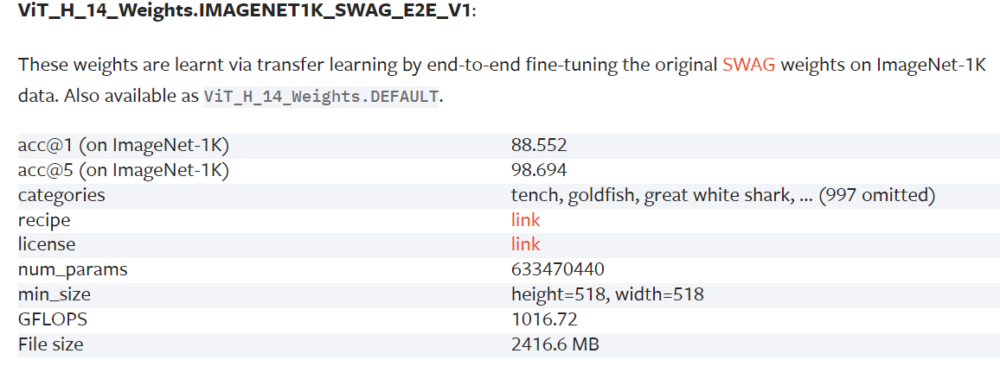 ViT_H_14_Weights.IMAGENET1K_SWAG_E2E_V1:
These weights are learnt via transfer learning by end-to-end fine-tuning the original SWAG weights on ImageNet-1K
data. Also available as ViT_H_14_Weights.DEFAULT.
acc@1 (on ImageNet-1K) 88.552
acc@5 (on ImageNet-1K) 98.694
categories tench, goldfish, great white shark, ... (997 omitted)
recipe link
license link
num_params 633470440
min_size height=518, width=518
GFLOPS 1016.72
File size 2416.6 MB